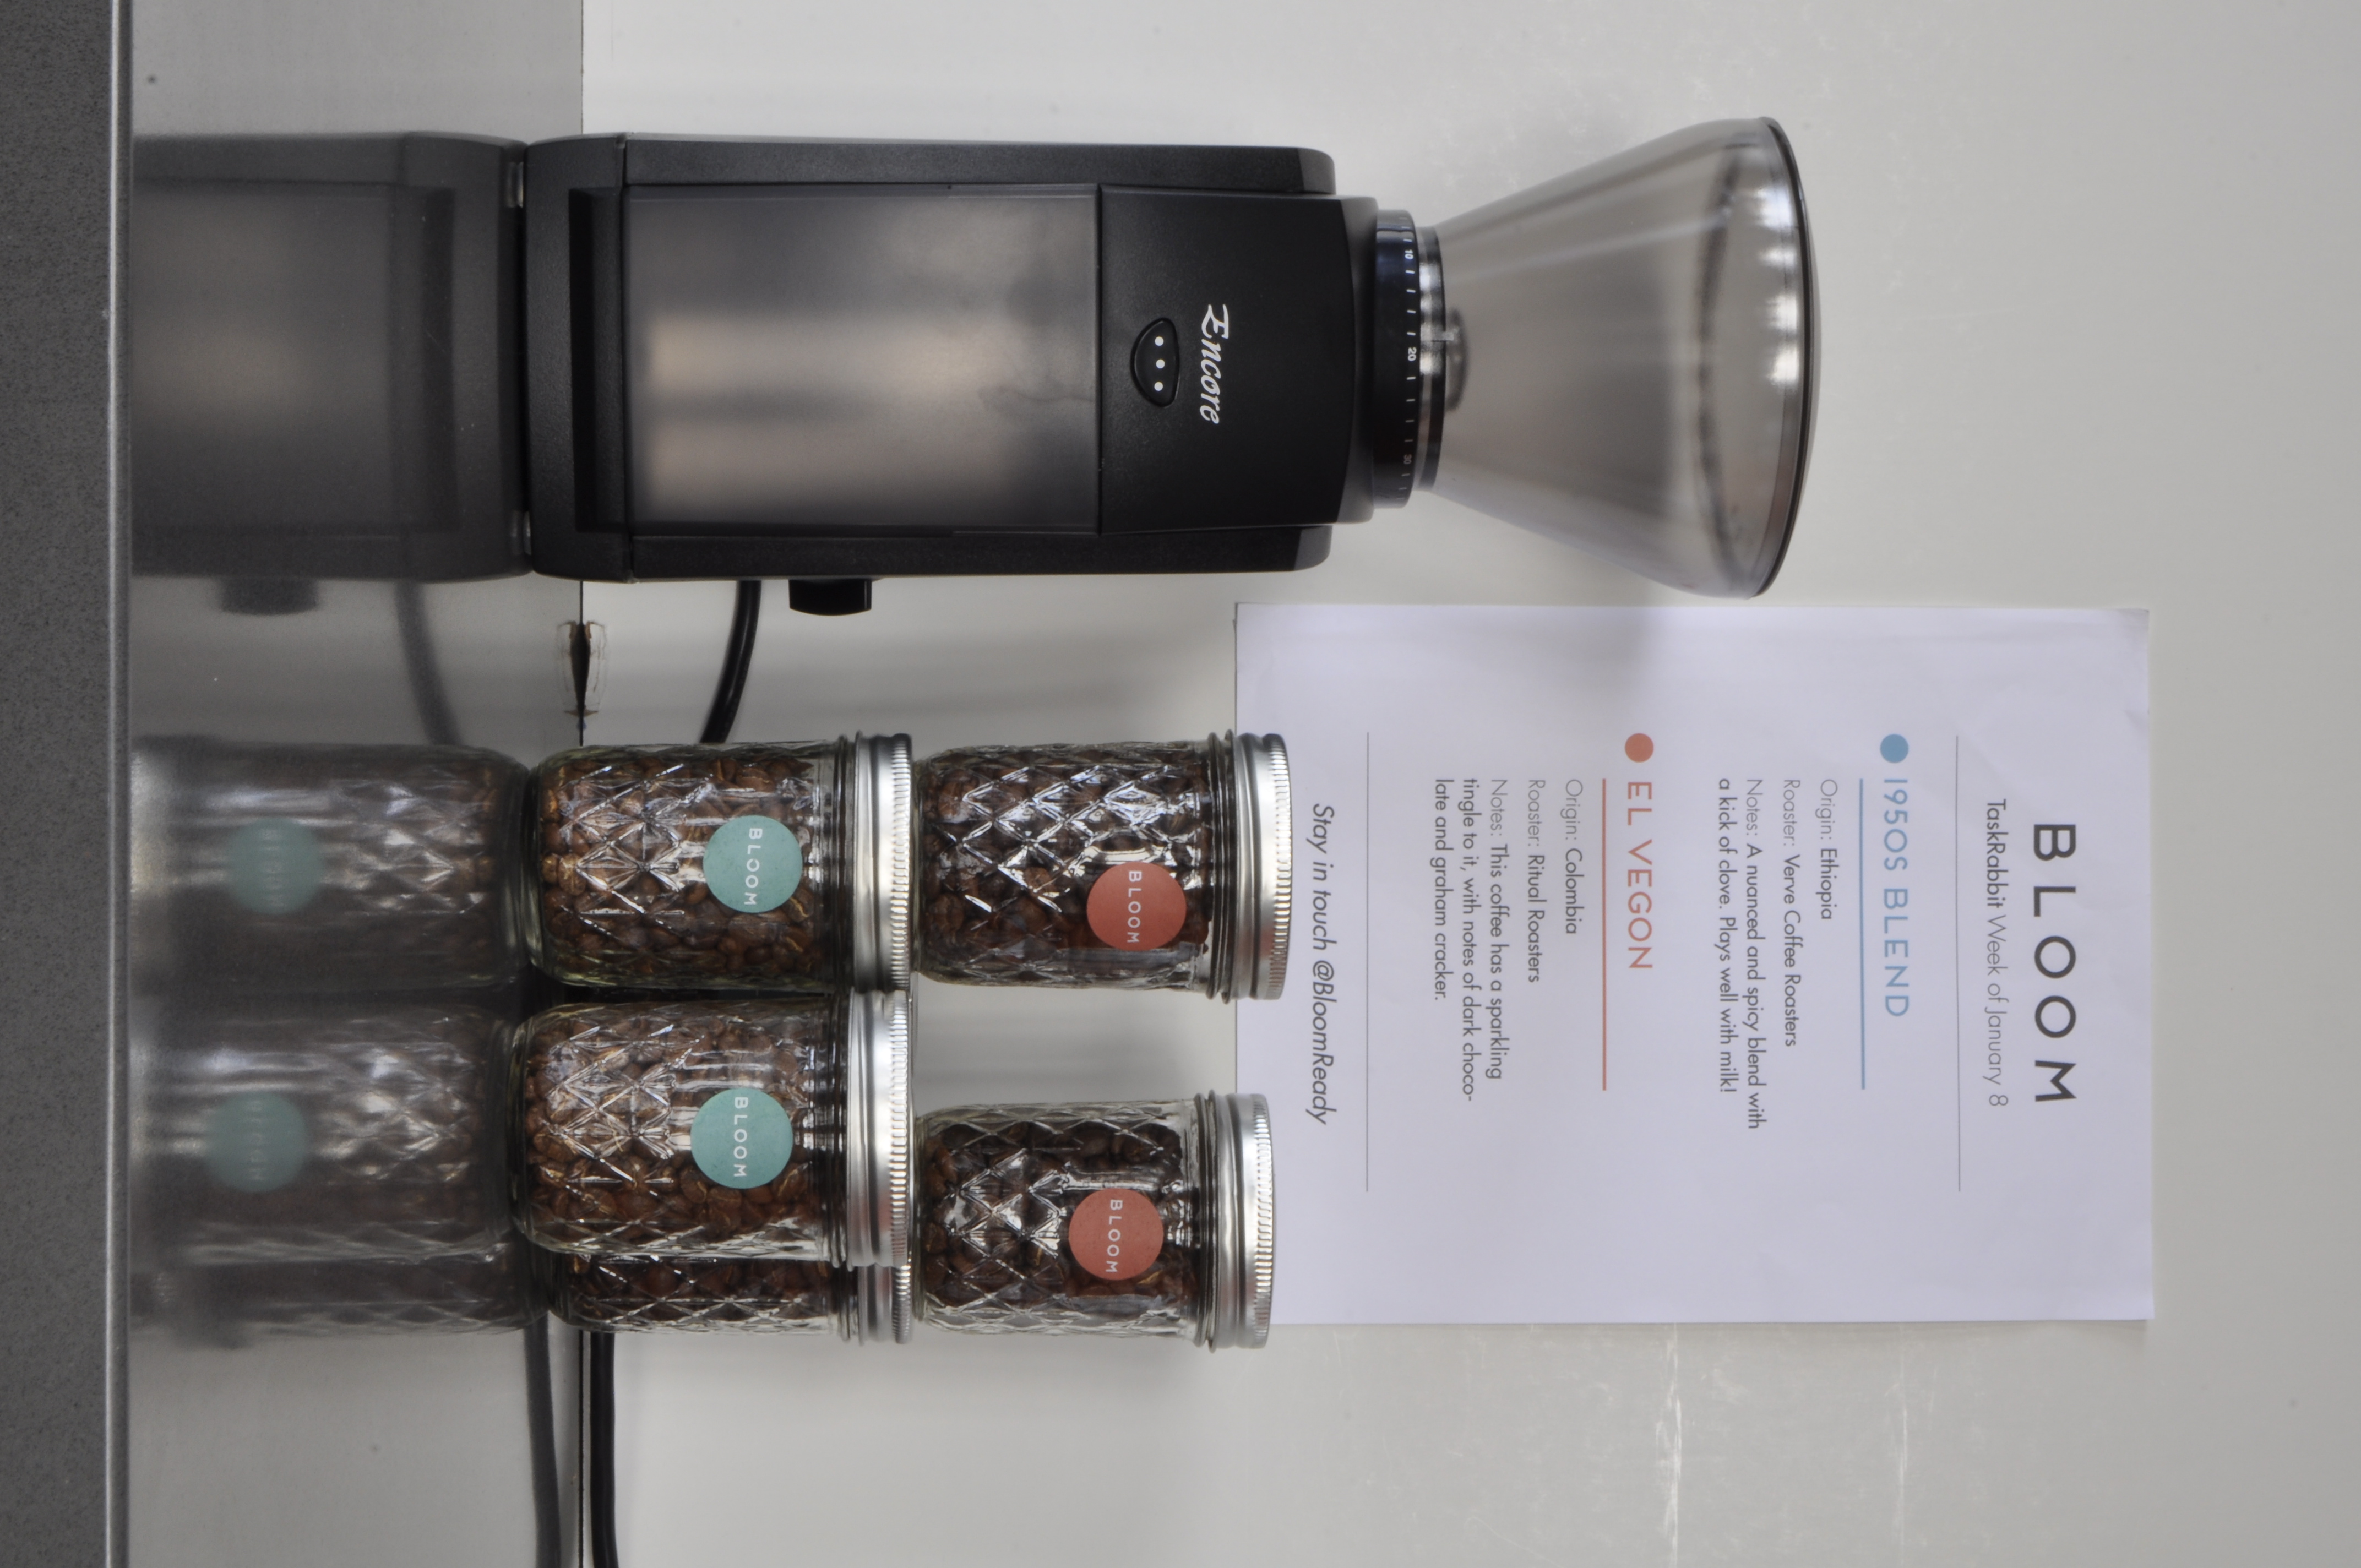 BLOOM
TaskRabbit Week of January 8
1950S BLEND
Origin: Ethiopia
Roaster: Verve Coffee Roasters
Notes: A nuanced and spicy blend with
a kick of clove. Plays well with milk!
EL VEGON
Origin: Colombia
Roaster: Ritual Roasters
Notes: This coffee has a sparkling
tingle to it, with notes of dark choco-
late and graham cracker.
Stay in touch @BloomReady
10 20 30
Encore
BLOOM
BLOOM
BLOOM
BLOOM